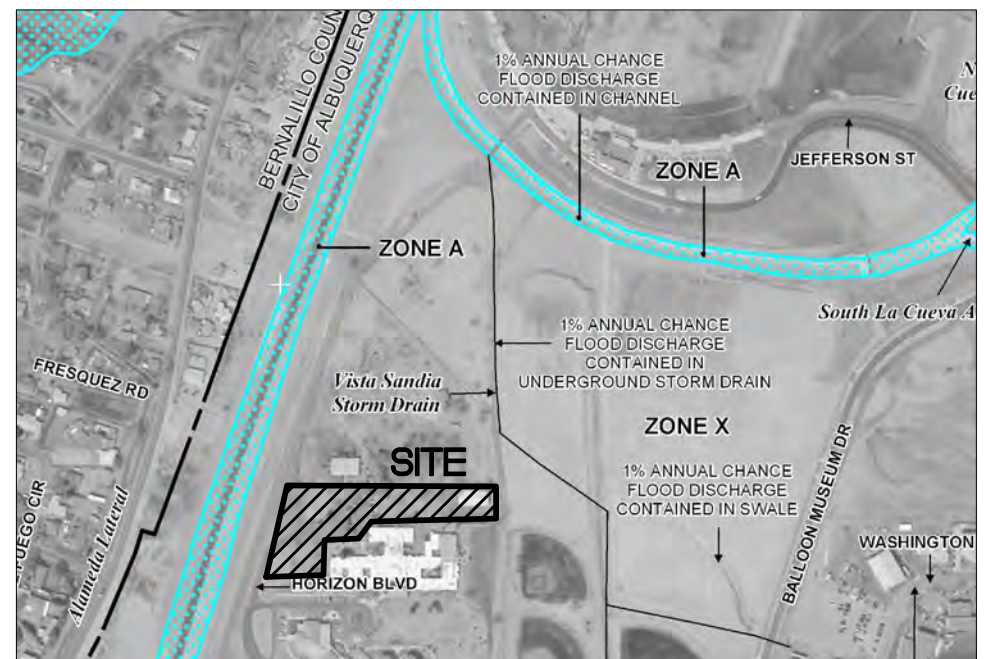 BERNALILLO COUN
CITY OF ALBUQUERQ
1% ANNUAL CHANCE
FLOOD DISCHARGE
CONTAINED IN CHANNEL
N
Cue
JEFFERSON ST
ZONE A
ZONE A
South La Cueva A
1% ANNUAL CHANCE
FLOOD DISCHARGE
CONTAINED IN
UNDERGROUND STORM DRAIN
FRESQUEZ RD
Vista Sandia
Storm Drain
ZONE X
SITE
1% ANNUAL CHANCE
FLOOD DISCHARGE
CONTAINED IN SWALE
BALLOON MUSEUM DR
WASHINGTON
Alameda Lateral
HORIZON BLVD